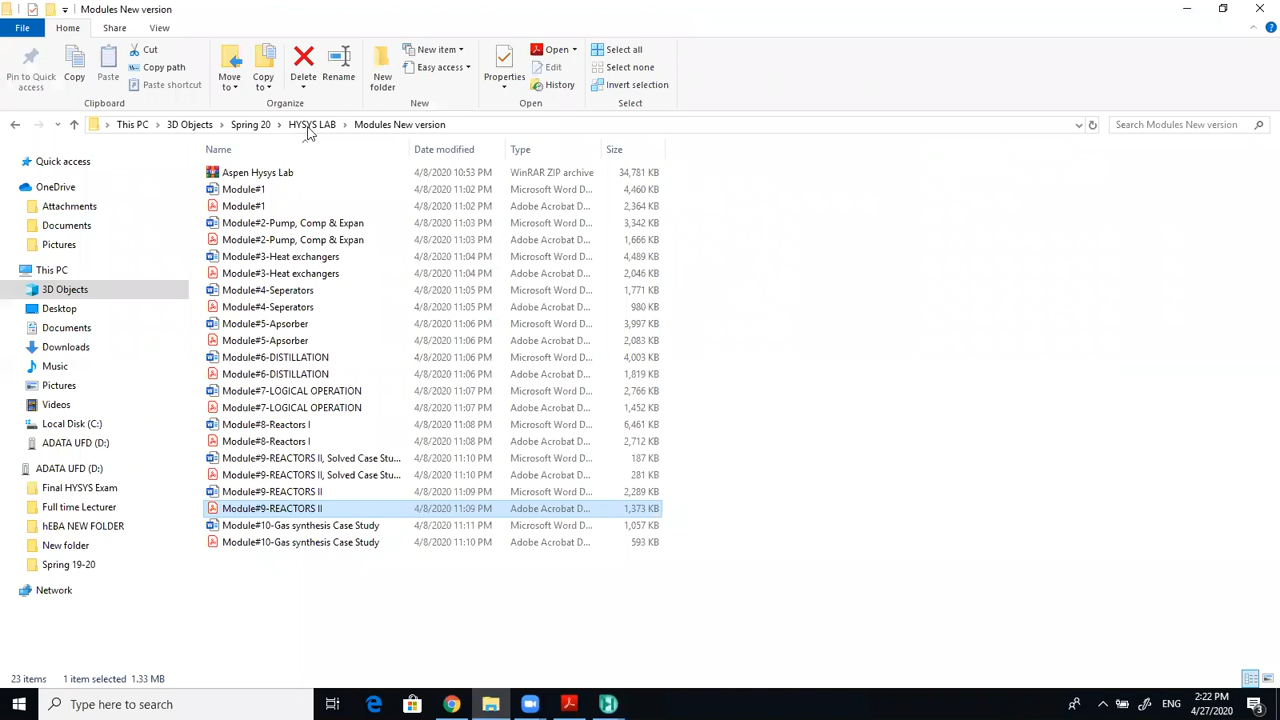 Modules New version
File Home Share View
Pin to Quick access
Copy
Paste
Cut
Copy path
Paste shortcut
Clipboard
Move to
Copy to
Delete
Rename
Organize
New folder
New item
Easy access
New
Properties
Open
Edit
History
Open
Select all
Select none
Invert selection
Select
This PC > 3D Objects > Spring 20 > HYSYS LAB > Modules New version
Search Modules New version
Name Date modified Type Size
Quick access
OneDrive
Attachments
Documents
Pictures
This PC
3D Objects
Desktop
Documents
Downloads
Music
Pictures
Videos
Local Disk (C:)
ADATA UFD (D:)
ADATA UFD (D:)
Final HYSYS Exam
Full time Lecturer
hEBA NEW FOLDER
New folder
Spring 19-20
Network
Aspen Hysys Lab 4/8/2020 10:53 PM WinRAR ZIP archive 34,781 KB
Module#1 4/8/2020 11:02 PM Microsoft Word D... 4,460 KB
Module#1 4/8/2020 11:02 PM Adobe Acrobat D... 2,364 KB
Module#2-Pump, Comp & Expan 4/8/2020 11:03 PM Microsoft Word D... 3,342 KB
Module#2-Pump, Comp & Expan 4/8/2020 11:03 PM Adobe Acrobat D... 1,666 KB
Module#3-Heat exchangers 4/8/2020 11:04 PM Microsoft Word D... 4,489 KB
Module#3-Heat exchangers 4/8/2020 11:04 PM Adobe Acrobat D... 2,046 KB
Module#4-Seperators 4/8/2020 11:05 PM Microsoft Word D... 1,771 KB
Module#4-Seperators 4/8/2020 11:05 PM Adobe Acrobat D... 980 KB
Module#5-Apsorber 4/8/2020 11:06 PM Microsoft Word D... 3,997 KB
Module#5-Apsorber 4/8/2020 11:06 PM Adobe Acrobat D... 2,083 KB
Module#6-DISTILLATION 4/8/2020 11:06 PM Microsoft Word D... 4,003 KB
Module#6-DISTILLATION 4/8/2020 11:06 PM Adobe Acrobat D... 1,819 KB
Module#7-LOGICAL OPERATION 4/8/2020 11:07 PM Microsoft Word D... 2,766 KB
Module#7-LOGICAL OPERATION 4/8/2020 11:07 PM Adobe Acrobat D... 1,452 KB
Module#8-Reactors I 4/8/2020 11:08 PM Microsoft Word D... 6,461 KB
Module#8-Reactors I 4/8/2020 11:08 PM Adobe Acrobat D... 2,712 KB
Module#9-REACTORS II, Solved Case Stu... 4/8/2020 11:10 PM Microsoft Word D... 187 KB
Module#9-REACTORS II, Solved Case Stu... 4/8/2020 11:10 PM Adobe Acrobat D... 281 KB
Module#9-REACTORS II 4/8/2020 11:09 PM Microsoft Word D... 2,289 KB
Module#9-REACTORS II 4/8/2020 11:09 PM Adobe Acrobat D... 1,373 KB
Module#10-Gas synthesis Case Study 4/8/2020 11:11 PM Microsoft Word D... 1,057 KB
Module#10-Gas synthesis Case Study 4/8/2020 11:10 PM Adobe Acrobat D... 593 KB
23 items 1 item selected 1.33 MB
Type here to search
ENG
2:22 PM
4/27/2020
3